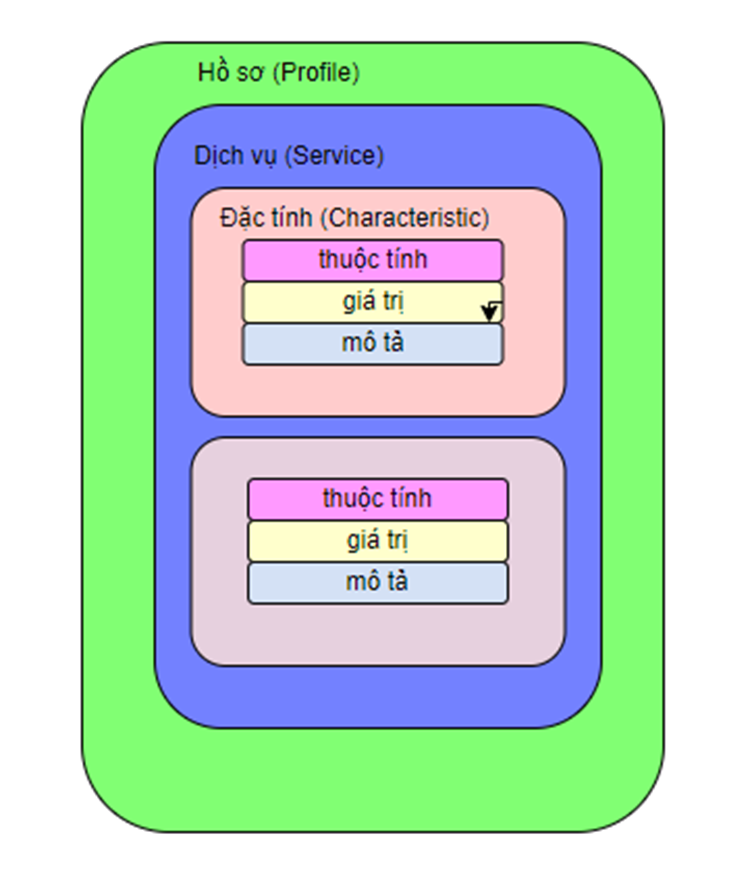 Hồ sơ (Profile)
Dịch vụ (Service)
Đặc tính (Characteristic)
thuộc tính
giá trị
mô tả
thuộc tính
giá trị
mô tả